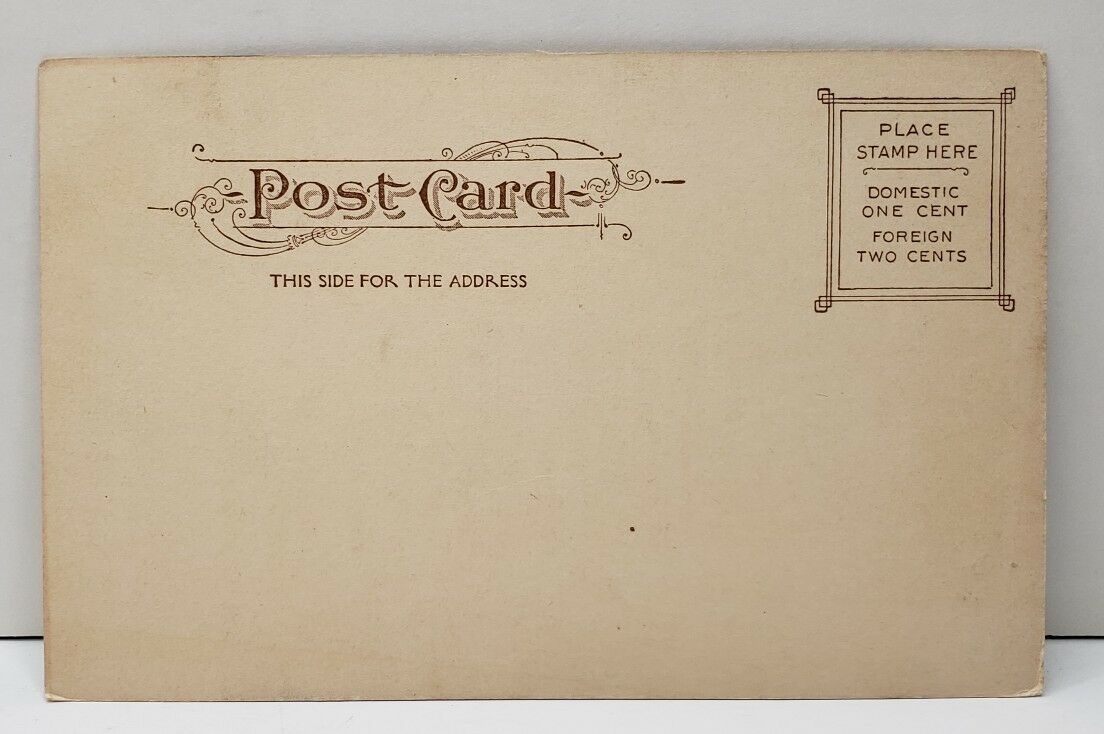 Post Card
THIS SIDE FOR THE ADDRESS
PLACE
STAMP HERE
DOMESTIC
ONE CENT
FOREIGN
TWO CENTS